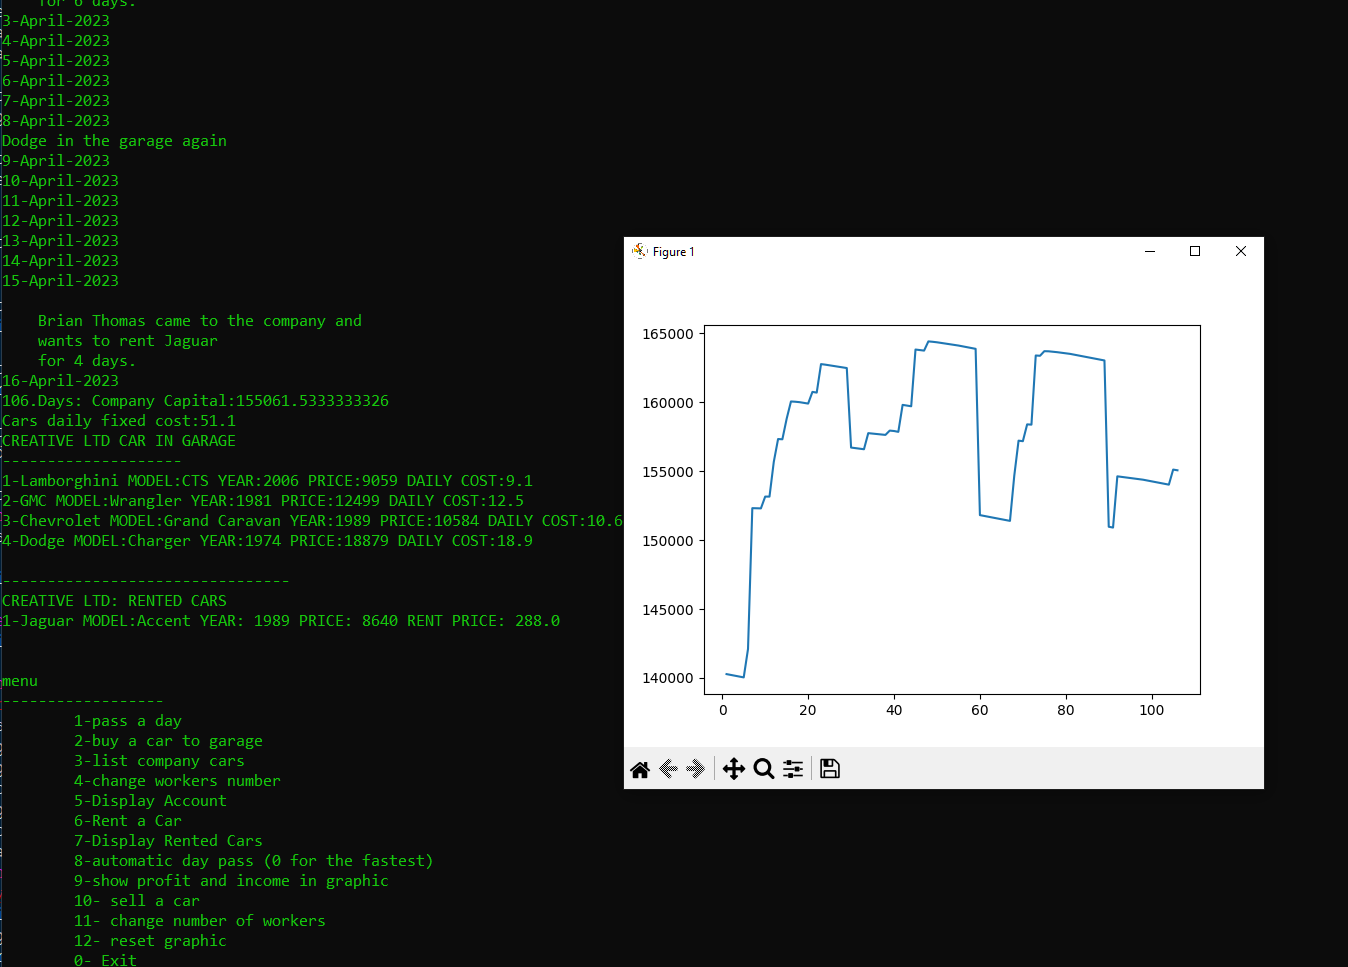 for 6 days.
3-April-2023
4-April-2023
5-April-2023
6-April-2023
7-April-2023
8-April-2023
Dodge in the garage again
9-April-2023
10-April-2023
11-April-2023
12-April-2023
13-April-2023
14-April-2023
15-April-2023
Brian Thomas came to the company and
wants to rent Jaguar
for 4 days.
16-April-2023
106.Days: Company Capital:155061.5333333326
Cars daily fixed cost:51.1
CREATIVE LTD CAR IN GARAGE
--------------------
1-Lamborghini MODEL:CTS YEAR:2006 PRICE:9059 DAILY COST:9.1
2-GMC MODEL:Wrangler YEAR:1981 PRICE:12499 DAILY COST:12.5
3-Chevrolet MODEL:Grand Caravan YEAR:1989 PRICE:10584 DAILY COST:10.6
4-Dodge MODEL:Charger YEAR:1974 PRICE:18879 DAILY COST:18.9
--------------------------------
CREATIVE LTD: RENTED CARS
1-Jaguar MODEL:Accent YEAR: 1989 PRICE: 8640 RENT PRICE: 288.0
menu
------------------
1-pass a day
2-buy a car to garage
3-list company cars
4-change workers number
5-Display Account
6-Rent a Car
7-Display Rented Cars
8-automatic day pass (0 for the fastest)
9-show profit and income in graphic
10- sell a car
11- change number of workers
12- reset graphic
0- Exit
Figure 1
165000
160000
155000
150000
145000
140000
0 20 40 60 80 100